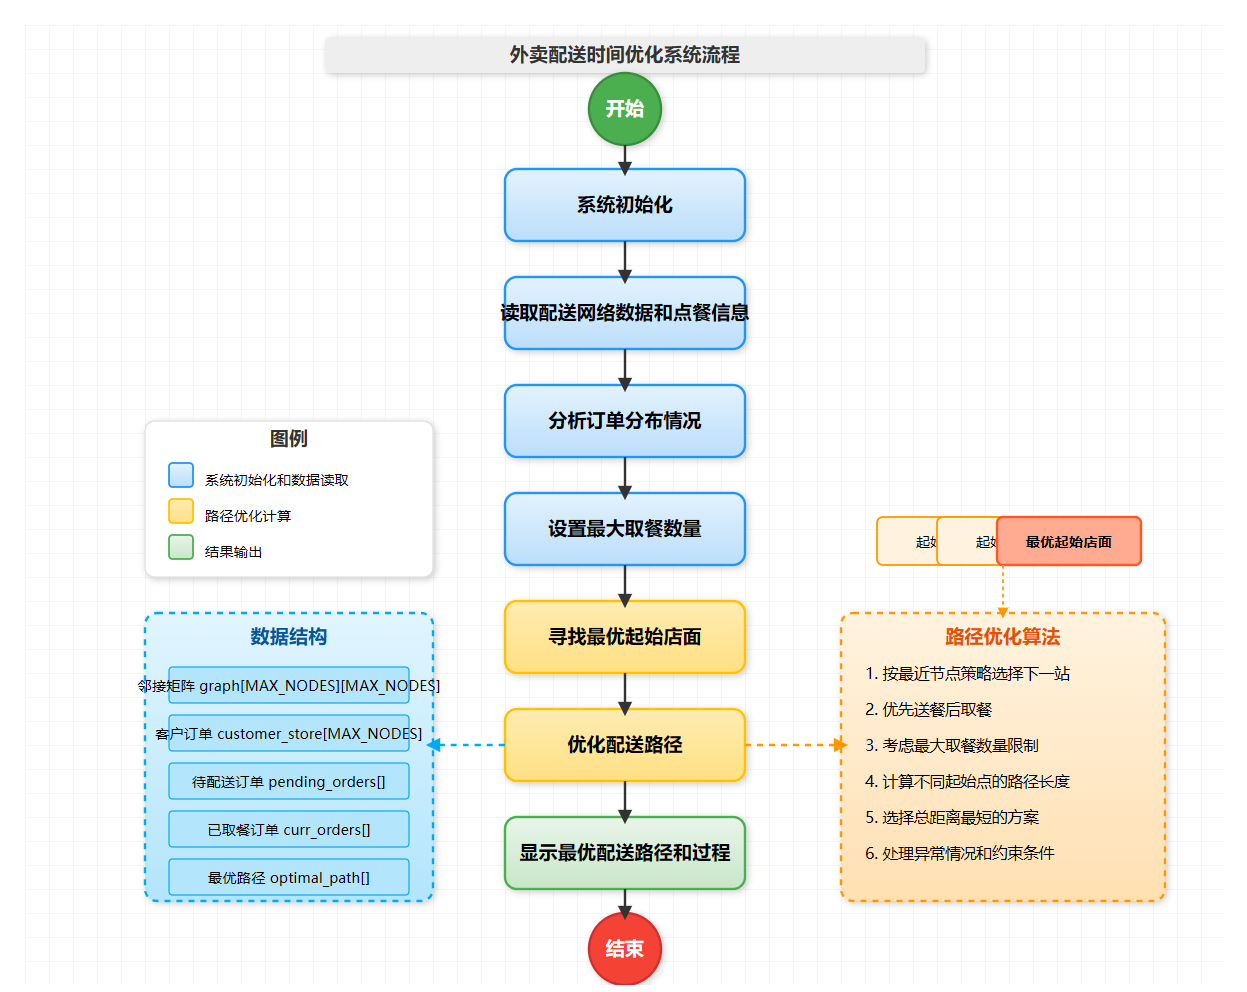 外卖配送时间优化系统流程
开始
系统初始化
读取配送网络数据和点餐信息
分析订单分布情况
设置最大取餐数量
寻找最优起始店面
优化配送路径
显示最优配送路径和过程
结束
图例
系统初始化和数据读取
路径优化计算
结果输出
数据结构
邻接矩阵 graph[MAX_NODES][MAX_NODES]
客户订单 customer_store[MAX_NODES]
待配送订单 pending_orders[]
已取餐订单 curr_orders[]
最优路径 optimal_path[]
起
起
最优起始店面
路径优化算法
1. 按最近节点策略选择下一站
2. 优先送餐后取餐
3. 考虑最大取餐数量限制
4. 计算不同起始点的路径长度
5. 选择总距离最短的方案
6. 处理异常情况和约束条件